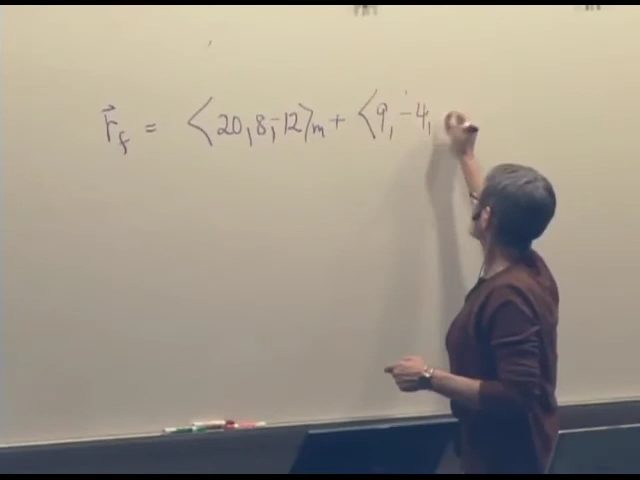 r⃗f = ⟨20, 8, -12⟩m + ⟨9, -4,